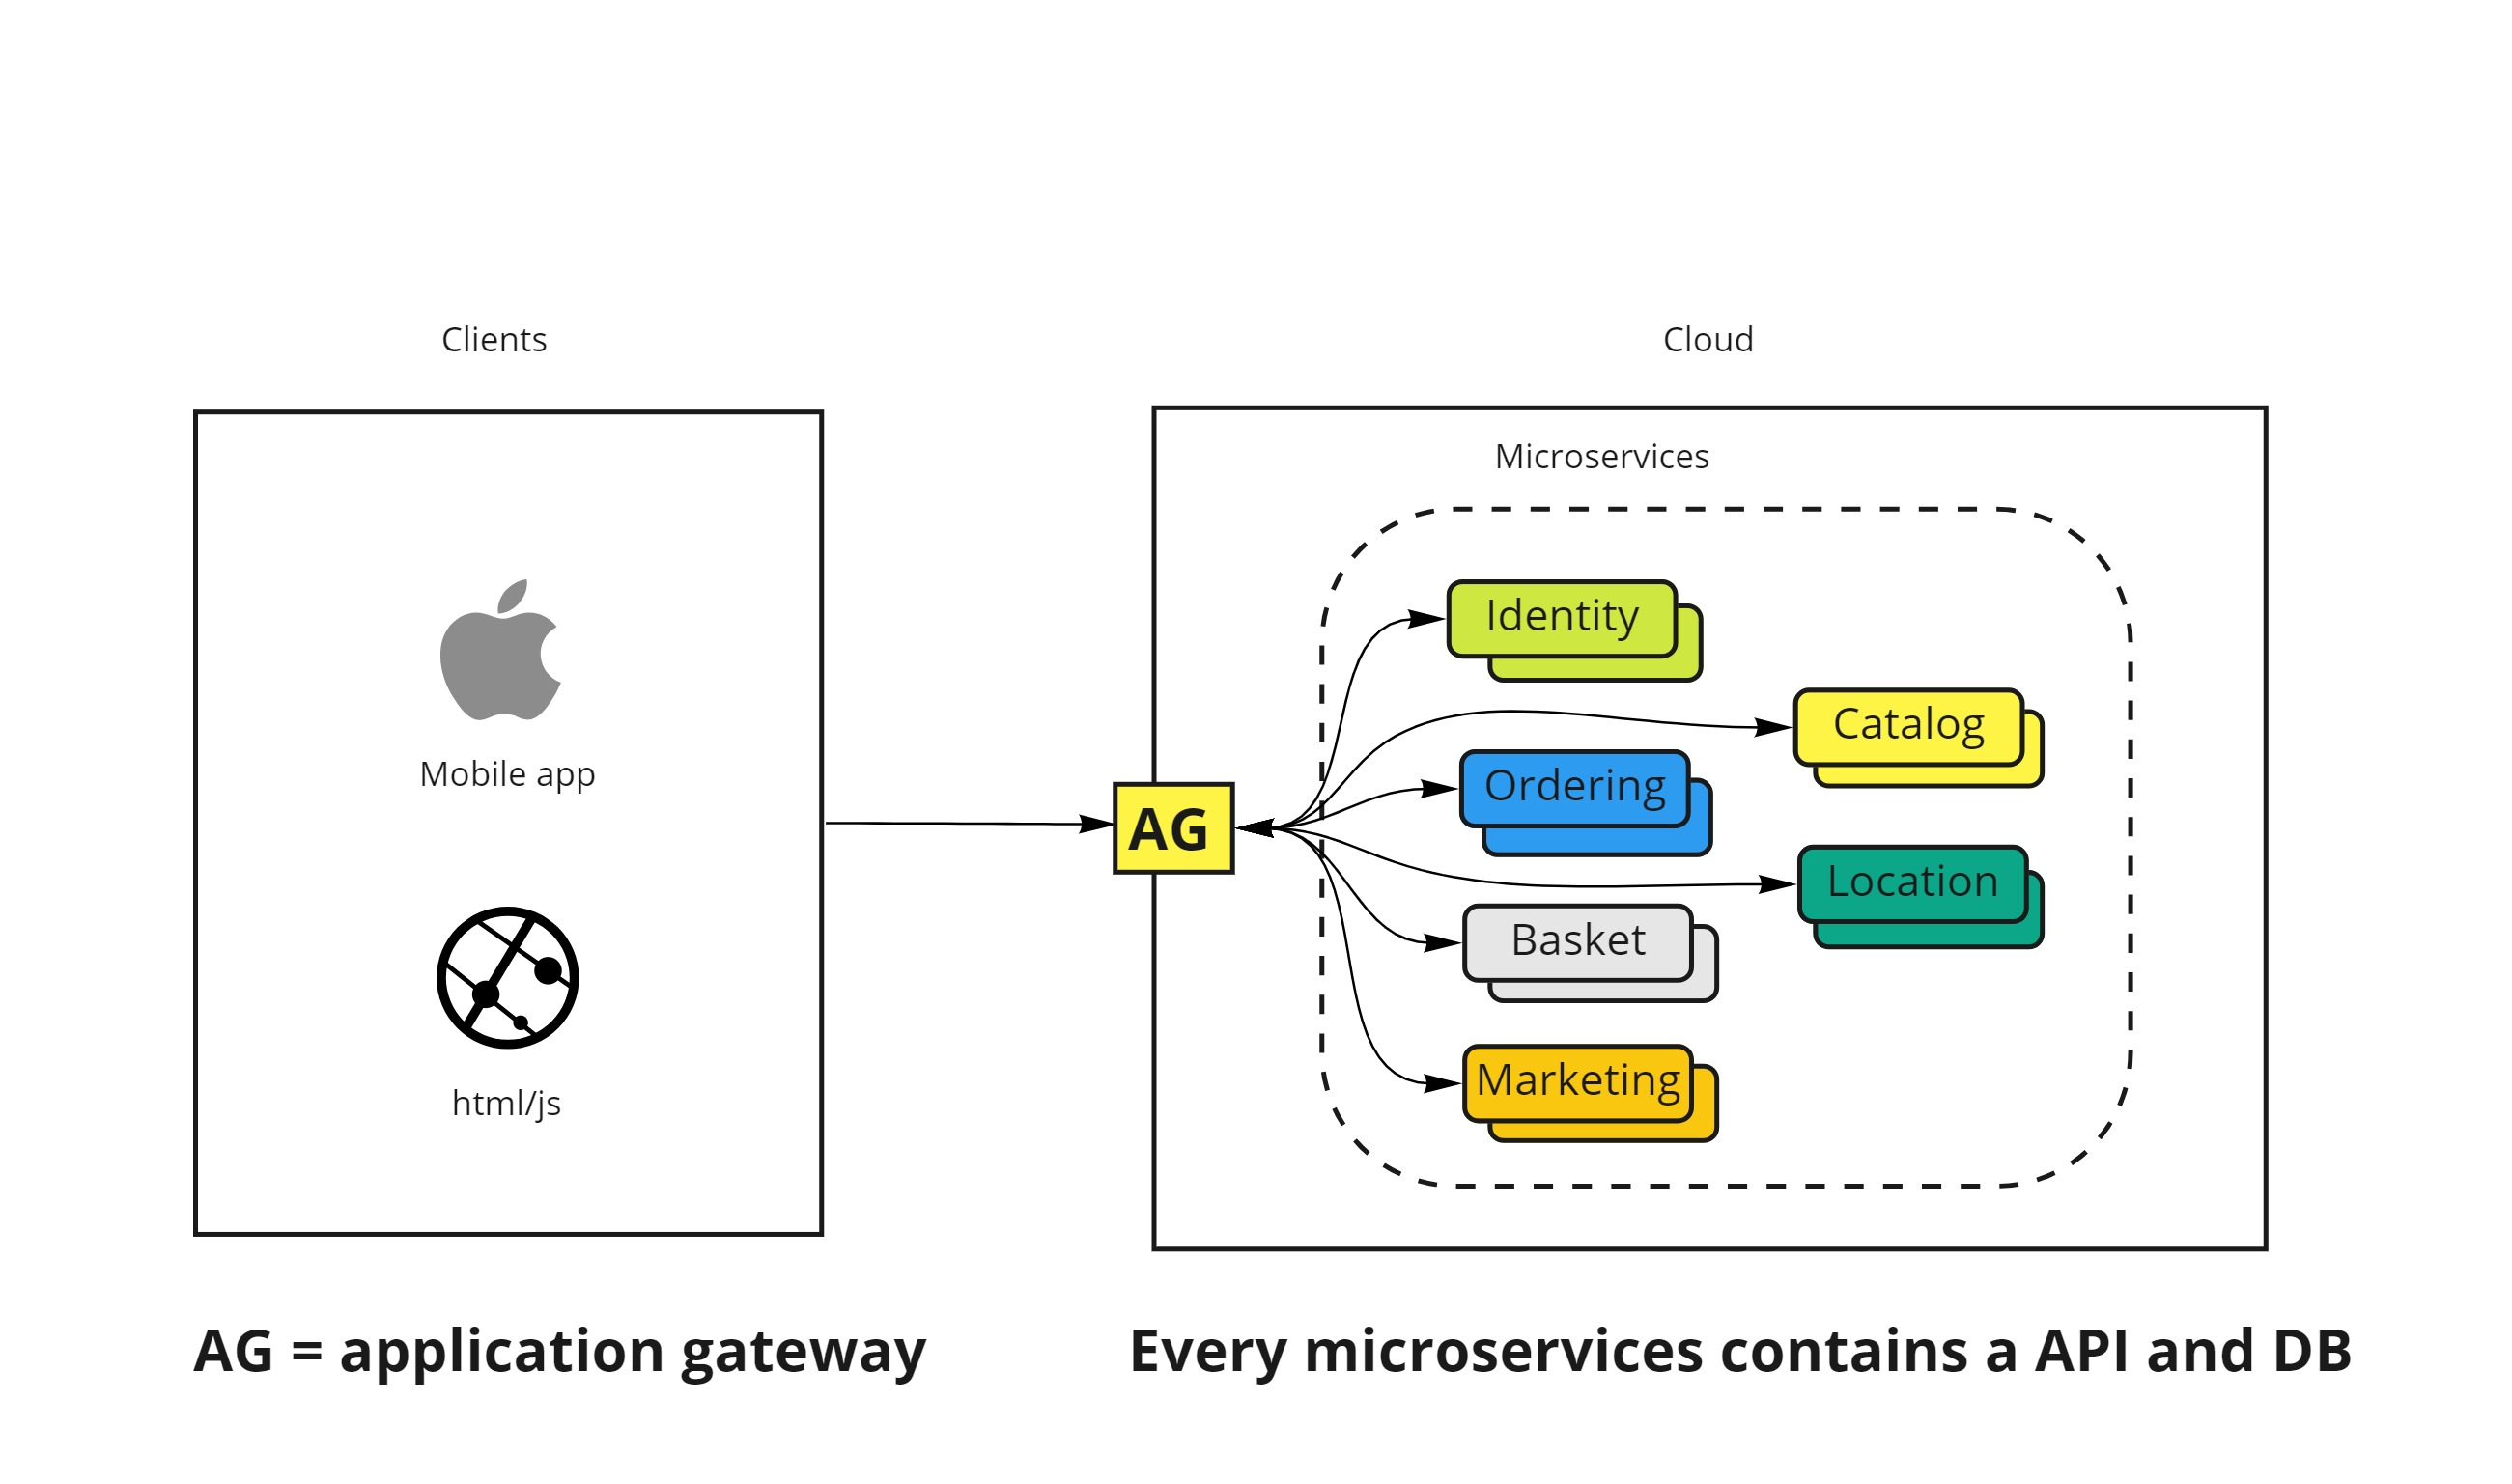 Clients
Cloud
Microservices
Mobile app
html/js
AG
Identity
Catalog
Ordering
Location
Basket
Marketing
AG = application gateway
Every microservices contains a API and DB